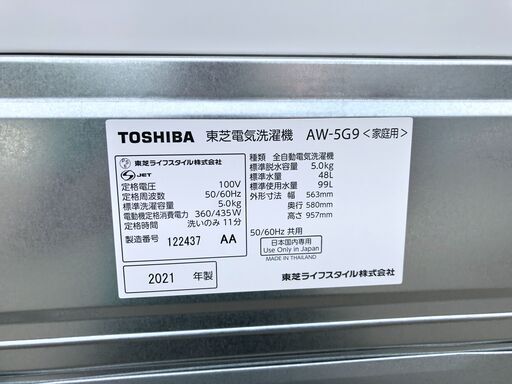 TOSHIBA 東芝電気洗濯機 AW-5G9<家庭用>
東芝ライフスタイル株式会社
PS E JET
定格電圧 100V
定格周波数 50/60Hz
標準洗濯容量 5.0kg
電動機定格消費電力 360/435W
定格時間 洗いのみ 11分
製造番号 122437 AA
2021 年製
種類 全自動電気洗濯機
標準脱水容量 5.0kg
標準水量 48L
標準使用水量 99L
外形寸法 幅 563mm
奥行 580mm
高さ 957mm
50/60Hz 共用
日本国内専用
Use Only in Japan
MADE IN THAILAND
東芝ライフスタイル株式会社